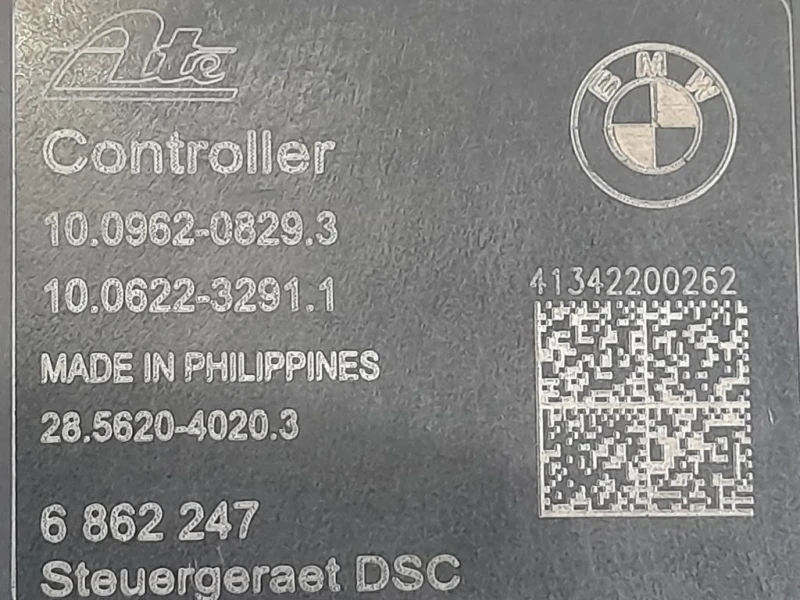 Ate
BMW
Controller
10.0962-0829.3
10.0622-3291.1
41342200262
MADE IN PHILIPPINES
28.5620-4020.3
6 862 247
Steuergeraet DSC